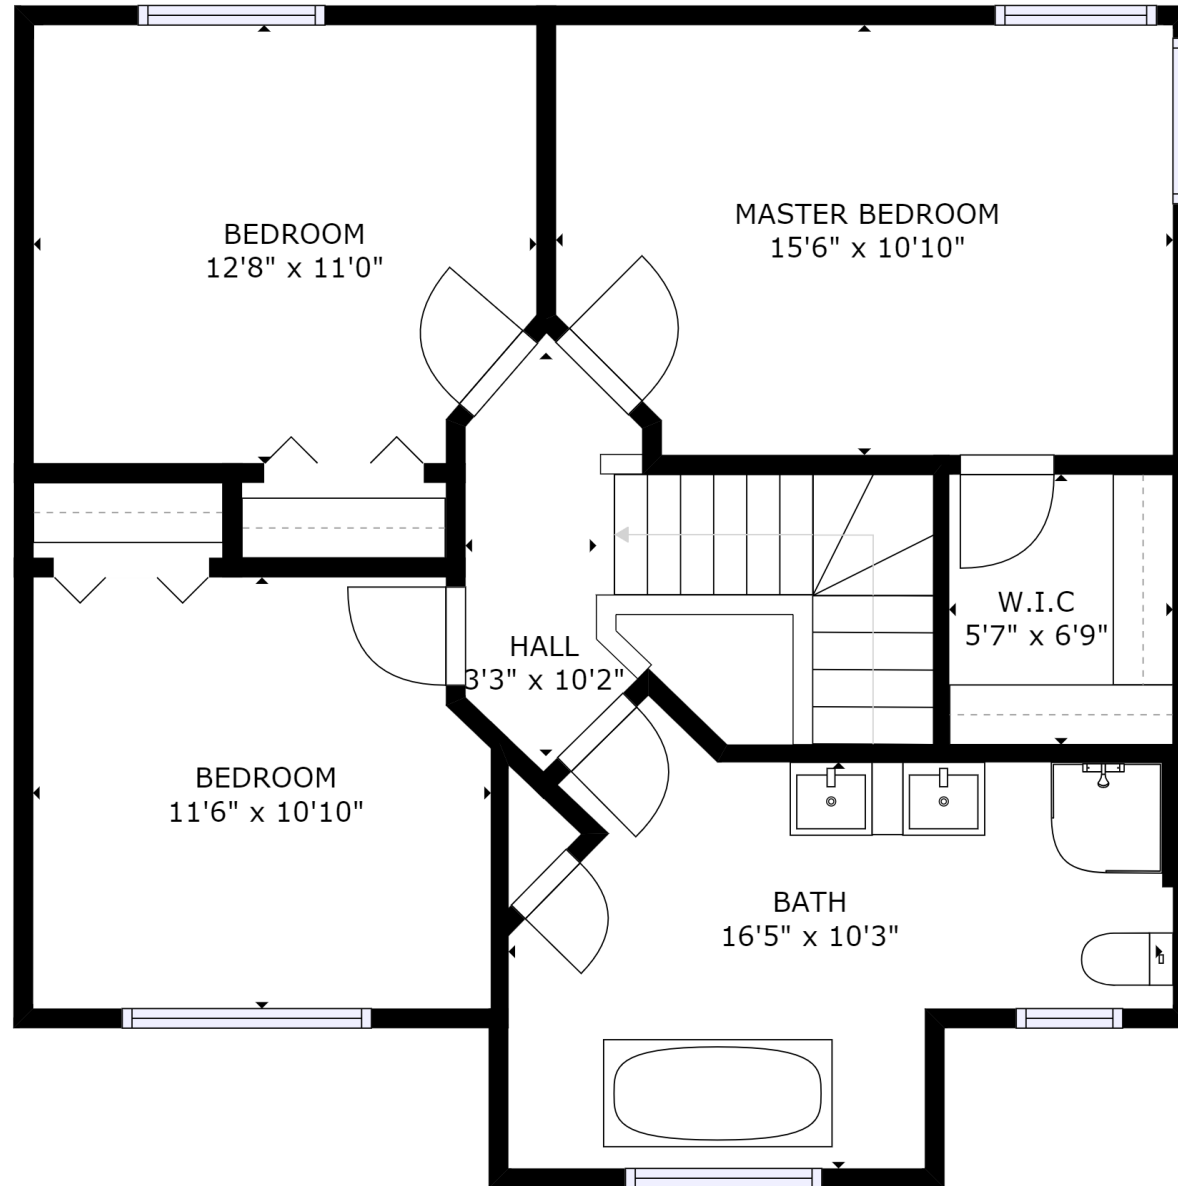 BEDROOM
12'8" x 11'0"
MASTER BEDROOM
15'6" x 10'10"
W.I.C
5'7" x 6'9"
HALL
3'3" x 10'2"
BEDROOM
11'6" x 10'10"
BATH
16'5" x 10'3"